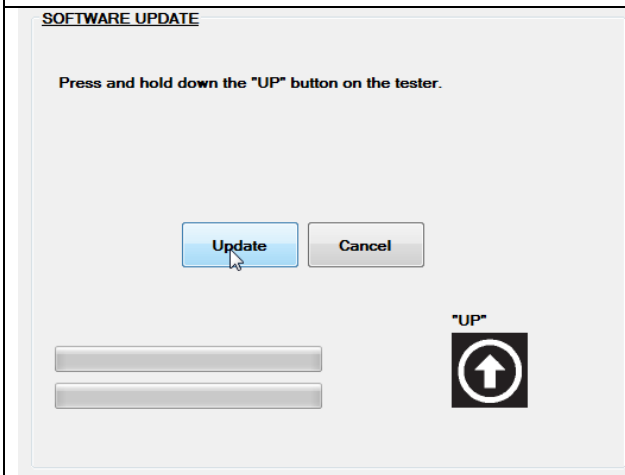 SOFTWARE UPDATE
Press and hold down the "UP" button on the tester.
Update Cancel
"UP"